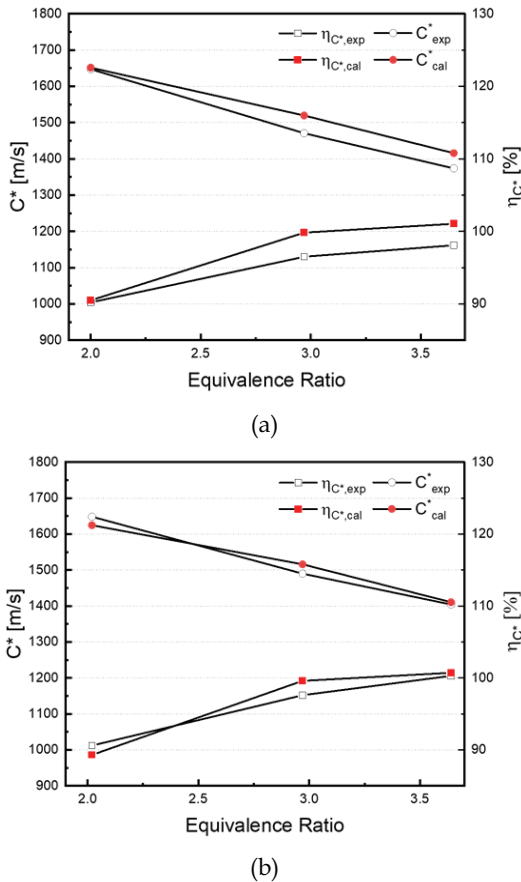 1800
1700
1600
1500
1400
1300
1200
1100
1000
900
C* [m/s]
η_C*,exp C*_exp
η_C*,cal C*_cal
130
120
110
100
90
η_C* [%]
2.0 2.5 3.0 3.5
Equivalence Ratio
(a)
1800
1700
1600
1500
1400
1300
1200
1100
1000
900
C* [m/s]
η_C*,exp C*_exp
η_C*,cal C*_cal
130
120
110
100
90
η_C* [%]
2.0 2.5 3.0 3.5
Equivalence Ratio
(b)